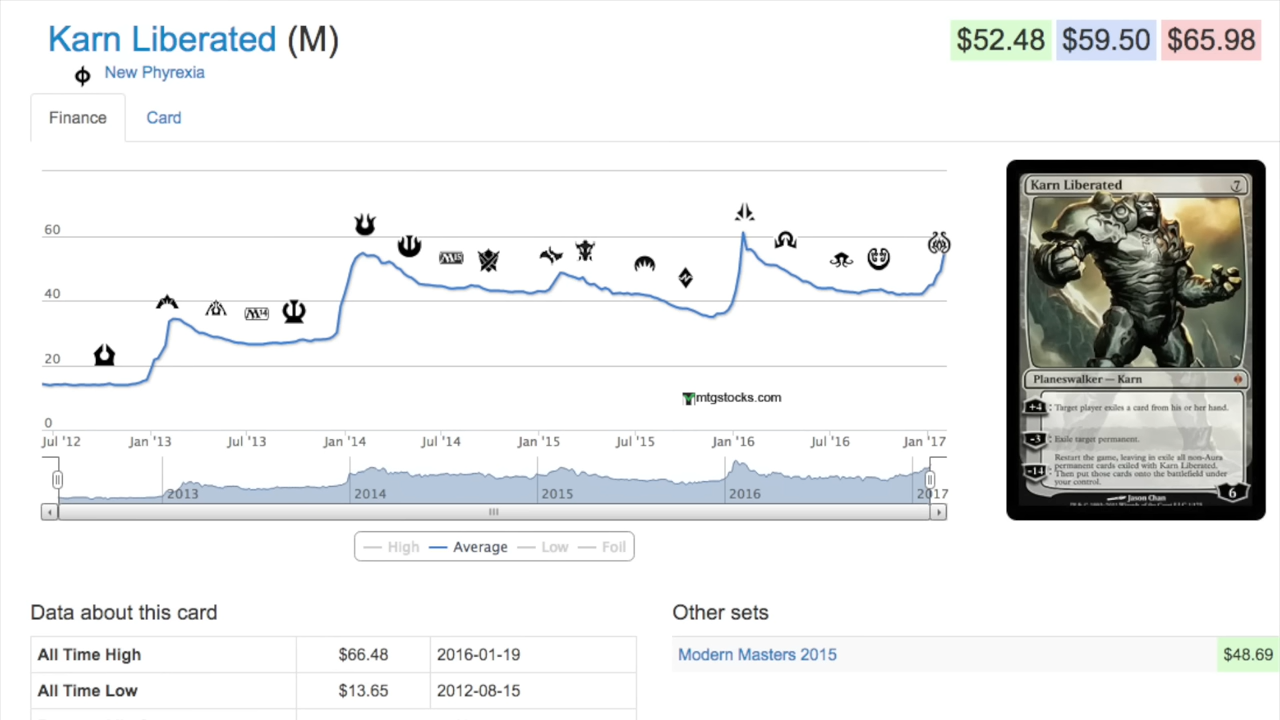 Karn Liberated (M)
$52.48 $59.50 $65.98
New Phyrexia
Finance Card
60
40
20
0
M15
M14
mtgstocks.com
Jul '12 Jan '13 Jul '13 Jan '14 Jul '14 Jan '15 Jul '15 Jan '16 Jul '16 Jan '17
2013 2014 2015 2016 2017
High Average Low Foil
Karn Liberated 7
Planeswalker — Karn
+4 : Target player exiles a card from his or her hand.
-3 : Exile target permanent.
-14 : Restart the game, leaving in exile all non-Aura
permanent cards exiled with Karn Liberated.
Then put those cards onto the battlefield under
your control.
Jason Chan
6
Data about this card
All Time High $66.48 2016-01-19
All Time Low $13.65 2012-08-15
Other sets
Modern Masters 2015 $48.69